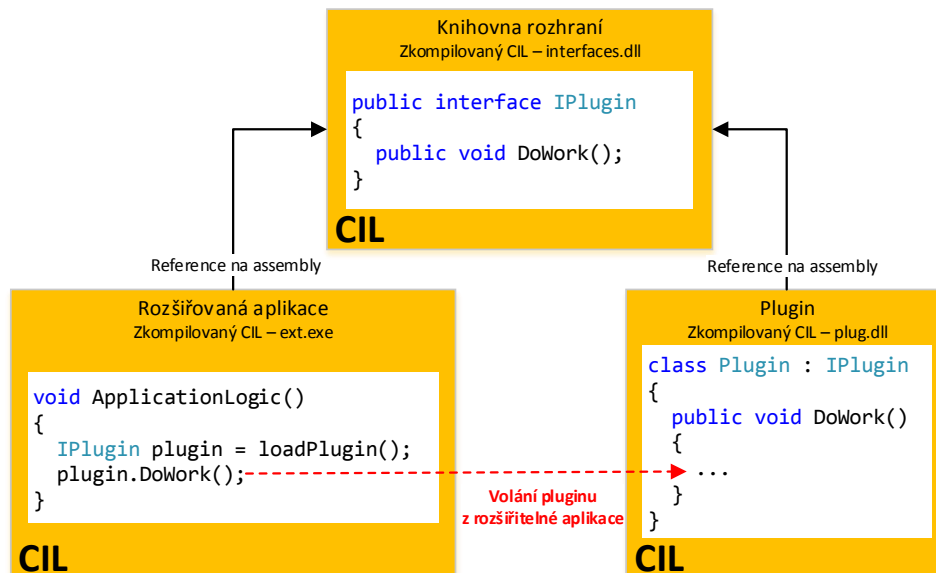 Knihovna rozhraní
Zkompilovaný CIL – interfaces.dll
public interface IPlugin
{
  public void DoWork();
}
CIL
Reference na assembly
Reference na assembly
Rozšiřovaná aplikace
Zkompilovaný CIL – ext.exe
void ApplicationLogic()
{
  IPlugin plugin = loadPlugin();
  plugin.DoWork();
}
CIL
Volání pluginu
z rozšiřitelné aplikace
Plugin
Zkompilovaný CIL – plug.dll
class Plugin : IPlugin
{
  public void DoWork()
  {
    ...
  }
}
CIL